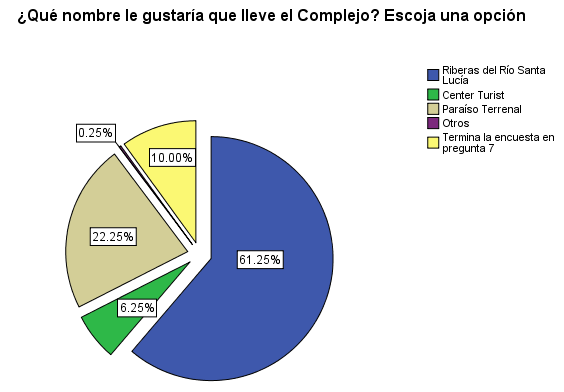 ¿Qué nombre le gustaría que lleve el Complejo? Escoja una opción
Riberas del Río Santa
Lucía
Center Turist
Paraíso Terrenal
Otros
Termina la encuesta en
pregunta 7
0.25%
10.00%
22.25%
61.25%
6.25%